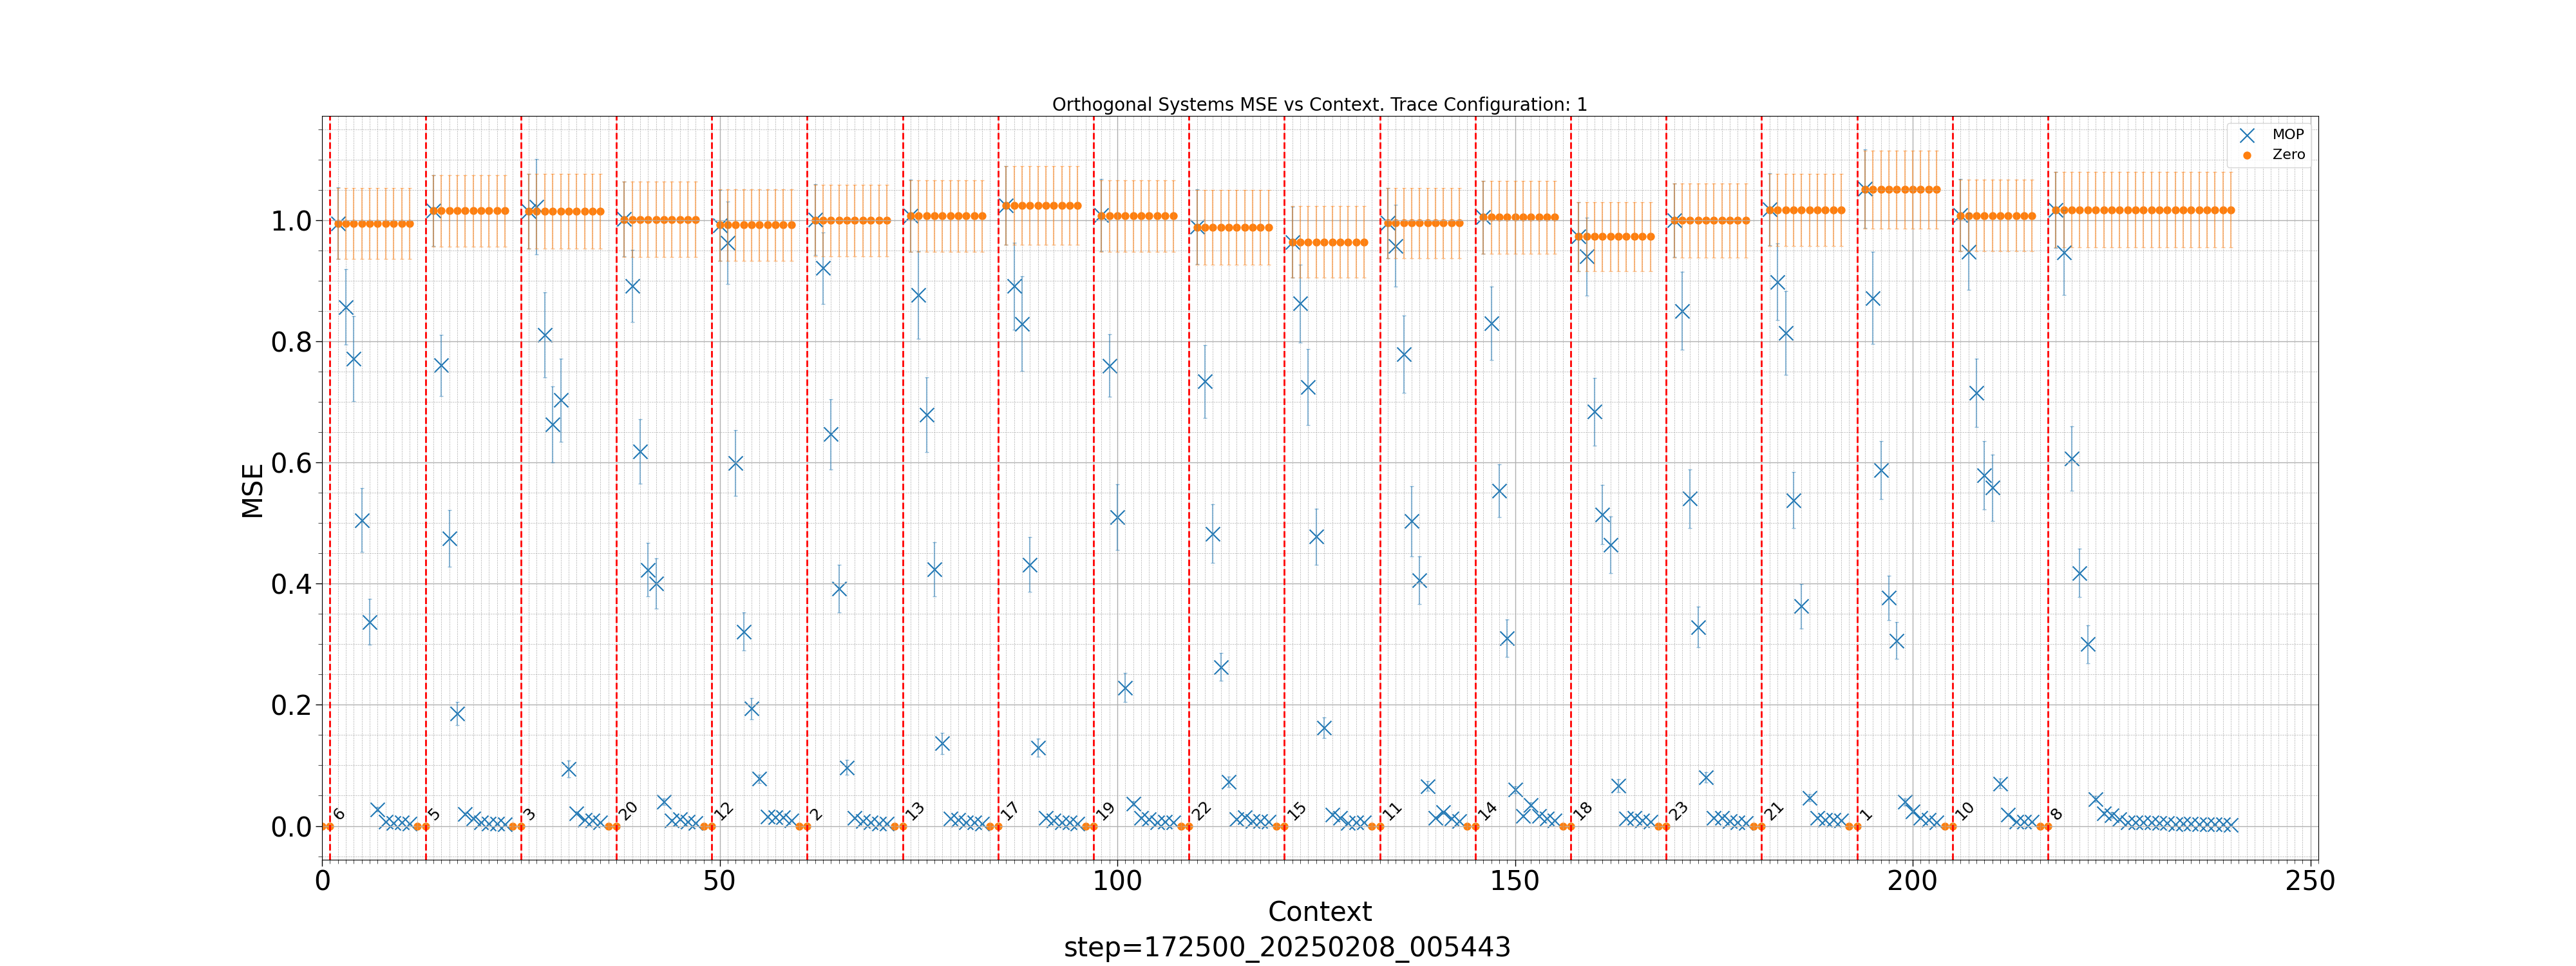 Orthogonal Systems MSE vs Context. Trace Configuration: 1
MOP
Zero
MSE
1.0
0.8
0.6
0.4
0.2
0.0
6 5 3 20 12 2 13 17 19 22 15 11 14 18 23 21 1 10 8
0 50 100 150 200 250
Context
step=172500_20250208_005443